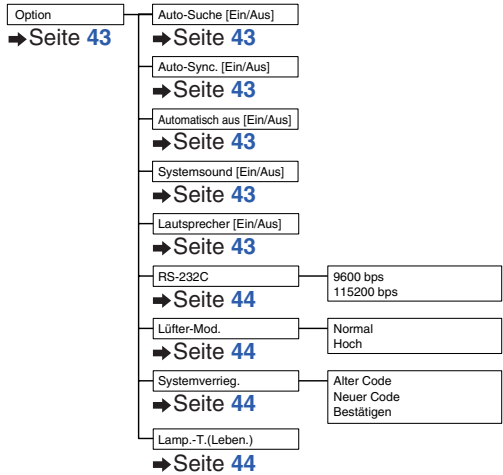 Option
➡Seite 43
Auto-Suche [Ein/Aus]
➡Seite 43
Auto-Sync. [Ein/Aus]
➡Seite 43
Automatisch aus [Ein/Aus]
➡Seite 43
Systemsound [Ein/Aus]
➡Seite 43
Lautsprecher [Ein/Aus]
➡Seite 43
RS-232C
➡Seite 44
9600 bps
115200 bps
Lüfter-Mod.
➡Seite 44
Normal
Hoch
Systemverrieg.
➡Seite 44
Alter Code
Neuer Code
Bestätigen
Lamp.-T.(Leben.)
➡Seite 44